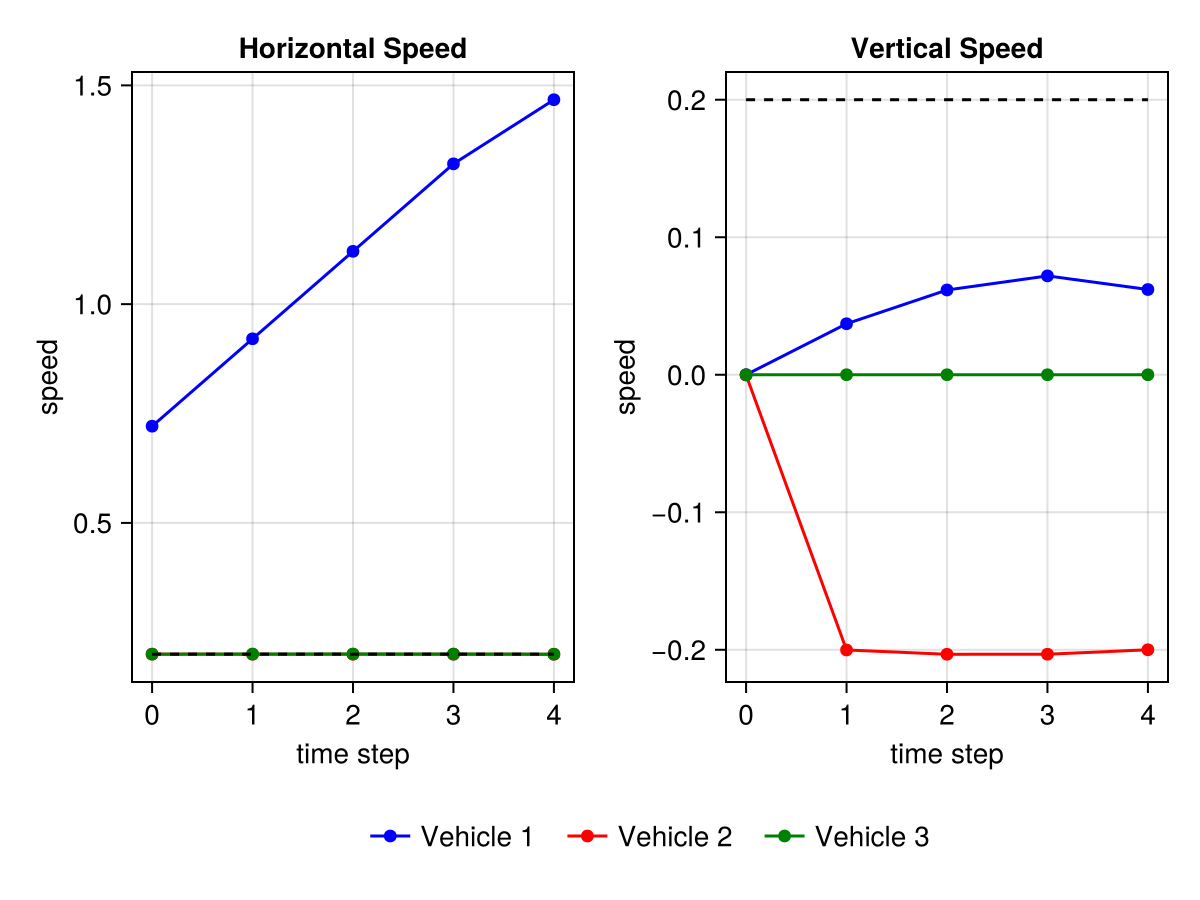 Horizontal Speed
1.5
1.0
0.5
speed
0 1 2 3 4
time step
Vertical Speed
0.2
0.1
0.0
−0.1
−0.2
speed
0 1 2 3 4
time step
Vehicle 1 Vehicle 2 Vehicle 3